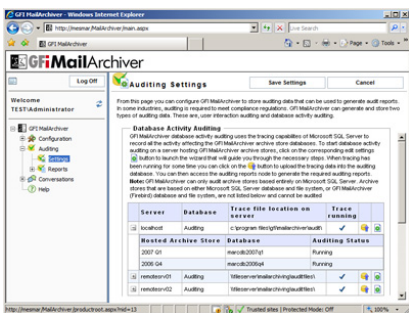 GFI MailArchiver - Windows Internet Explorer
http://mesmar/MailArchiver/main.aspx
Live Search
GFI MailArchiver
Page
Tools
GFiMailArchiver
Log Off
Auditing Settings
Save Settings
Cancel
Welcome
TEST\Administrator
GFI MailArchiver
Configuration
Auditing
Settings
Reports
Conversations
Help
From this page you can configure GFI MailArchiver to store auditing data that can be used to generate audit reports.
In some industries, auditing is required to meet compliance regulations. GFI MailArchiver can generate and store two
types of auditing data. These are, user interaction auditing and database activity auditing.
Database Activity Auditing
GFI MailArchiver database activity auditing uses the tracing capabilities of Microsoft SQL Server to
record all the activity affecting the GFI MailArchiver archive store databases. To start database activity
auditing on a server hosting GFI MailArchiver archive stores, click on the corresponding edit settings
button to launch the wizard that will guide you through the necessary steps. When tracing has
been running for some time you can click on the button to upload the tracing data into the auditing
database. You can then access the auditing reports node to generate the required auditing reports.
Note: GFI MailArchiver can only audit archive stores based entirely on Microsoft SQL Server. Archive
stores that are based on either Microsoft SQL Server database and file system, or GFI MailArchiver
(Firebird) database and file system, are not listed below and cannot be audited
Server Database Trace file location on server Trace running
localhost Auditing c:\program files\gfi\mailarchiver\audit\
Hosted Archive Store Database Auditing Status
2007 Q1 marcdb2007q1 Running
2006 Q4 marcdb2006q4 Running
remotesrv01 Auditing \\fileserver\mailarchiving\auditfiles\
remotesrv02 Auditing \\fileserver\mailarchiving\auditfiles\
http://mesmar/MailArchiver/productroot.aspx?nid=13
Trusted sites | Protected Mode: Off
100%